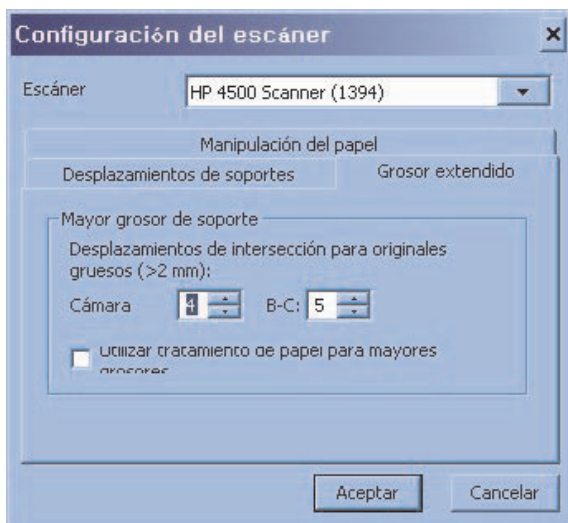 Configuración del escáner
Escáner HP 4500 Scanner (1394)
Manipulación del papel
Desplazamientos de soportes Grosor extendido
Mayor grosor de soporte
Desplazamientos de intersección para originales
gruesos (>2 mm):
Cámara 4 B-C: 5
Utilizar tratamiento de papel para mayores
grosores
Aceptar Cancelar